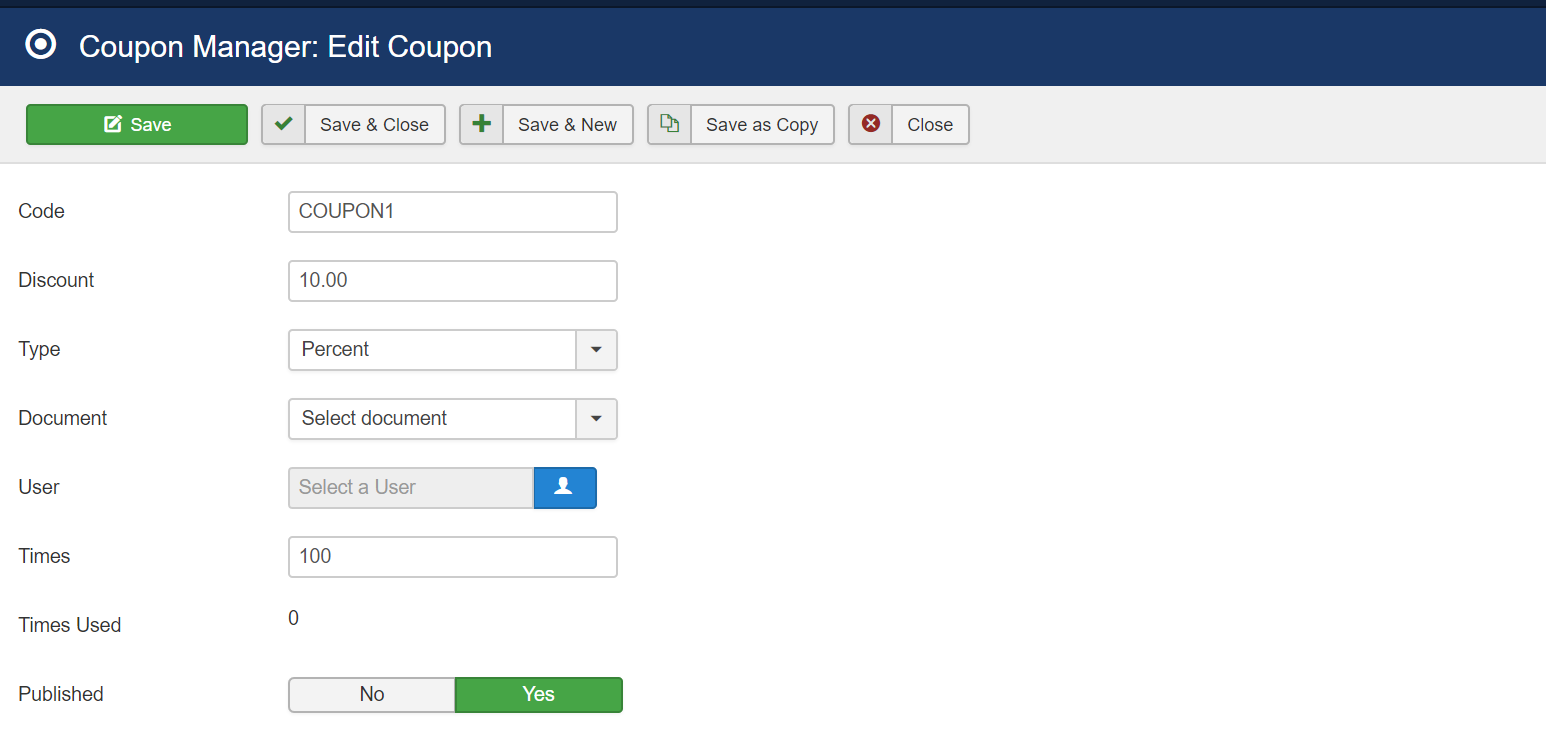 Coupon Manager: Edit Coupon
Save Save & Close Save & New Save as Copy Close
Code COUPON1
Discount 10.00
Type Percent
Document Select document
User Select a User
Times 100
Times Used 0
Published No Yes